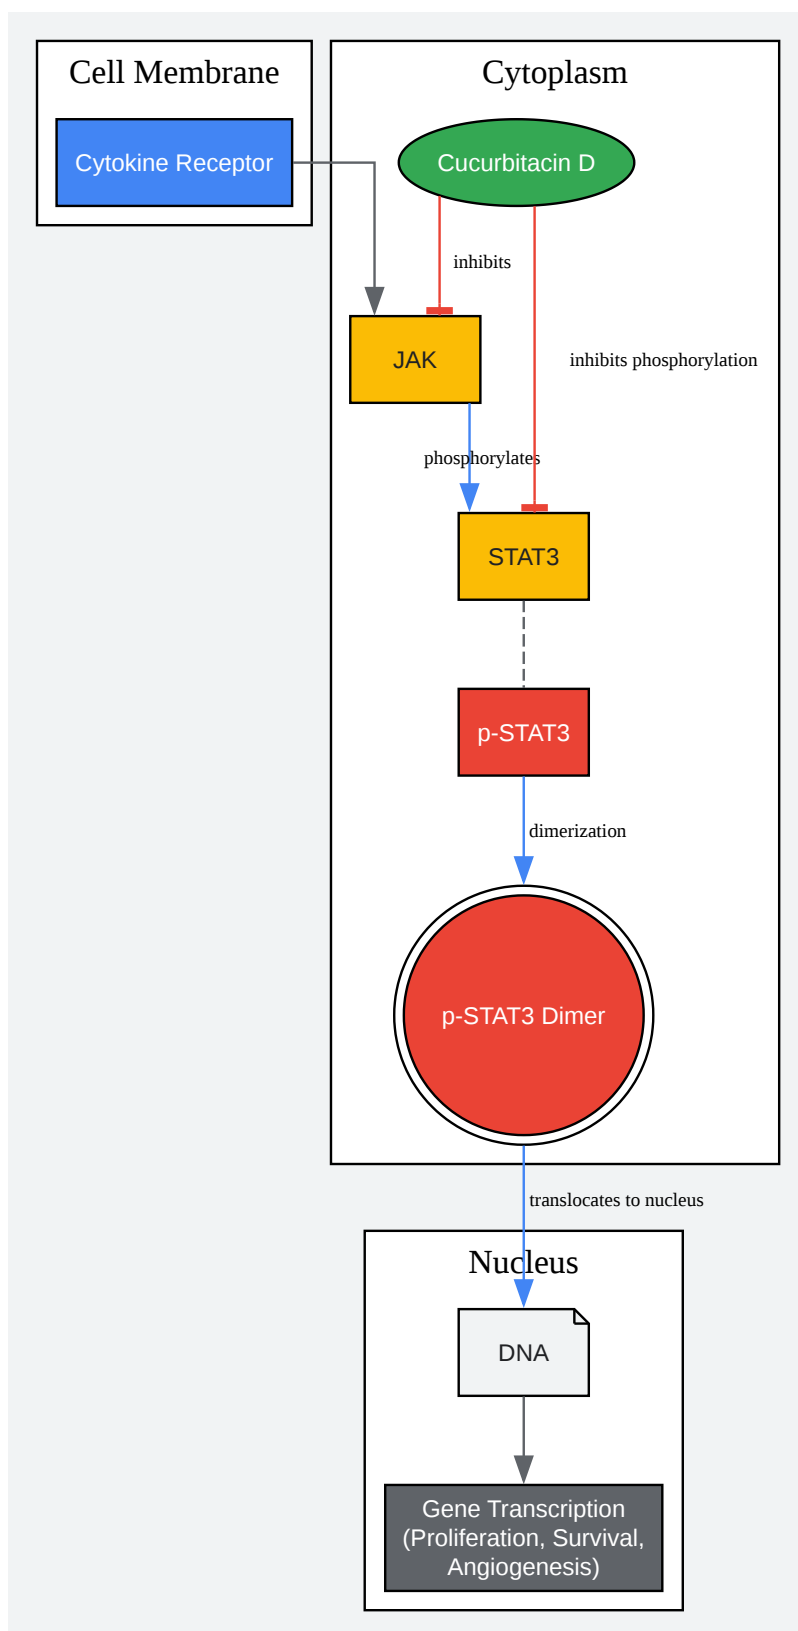 Cell Membrane
Cytoplasm
Cytokine Receptor
Cucurbitacin D
inhibits
JAK
inhibits phosphorylation
phosphorylates
STAT3
p-STAT3
dimerization
p-STAT3 Dimer
translocates to nucleus
Nucleus
DNA
Gene Transcription
(Proliferation, Survival,
Angiogenesis)